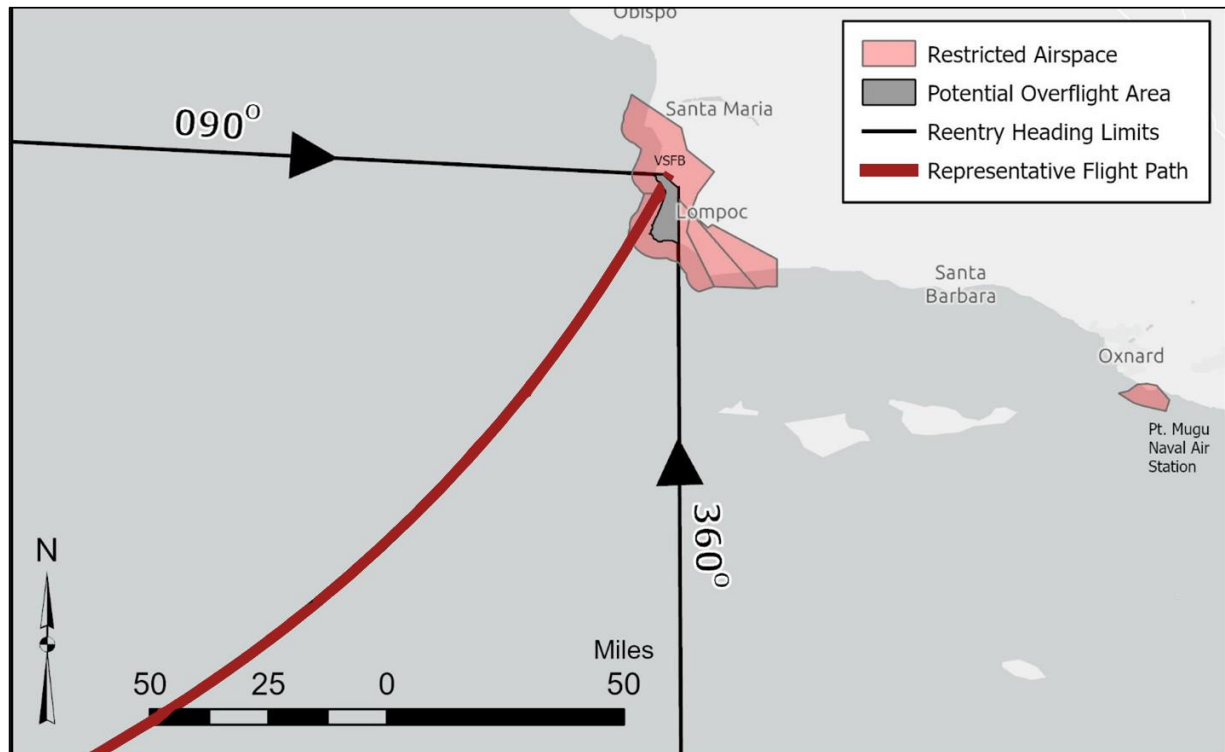 Obispo
Restricted Airspace
Potential Overflight Area
Reentry Heading Limits
Representative Flight Path
090°
Santa Maria
VSFB
Lompoc
Santa
Barbara
Oxnard
Pt. Mugu
Naval Air
Station
360°
N
Miles
50 25 0 50